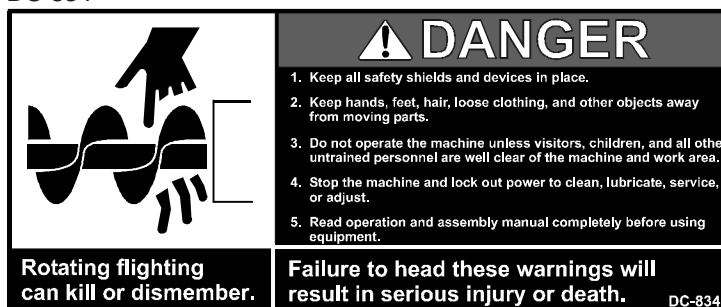 DANGER
1. Keep all safety shields and devices in place.
2. Keep hands, feet, hair, loose clothing, and other objects away
from moving parts.
3. Do not operate the machine unless visitors, children, and all othe
untrained personnel are well clear of the machine and work area.
4. Stop the machine and lock out power to clean, lubricate, service,
or adjust.
5. Read operation and assembly manual completely before using
equipment.
Rotating flighting
can kill or dismember.
Failure to head these warnings will
result in serious injury or death.
DC-834